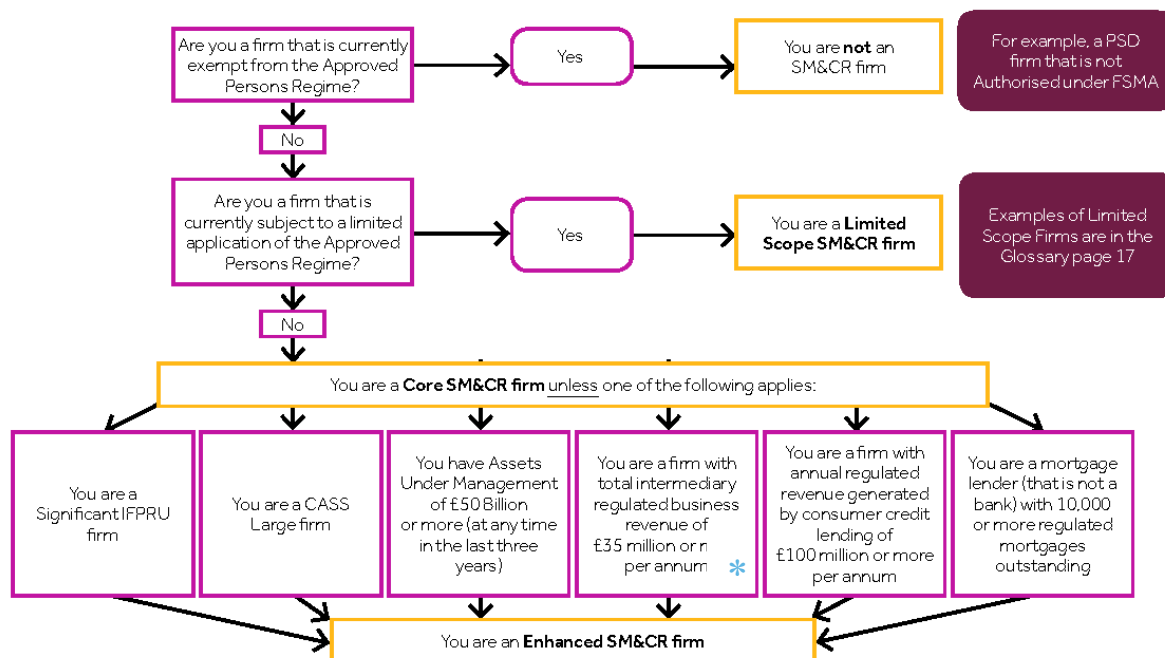 Are you a firm that is currently
exempt from the Approved
Persons Regime?
Yes
You are not an
SM&CR firm
For example, a PSD
firm that is not
Authorised under FSMA
No
Are you a firm that is
currently subject to a limited
application of the Approved
Persons Regime?
Yes
You are a Limited
Scope SM&CR firm
Examples of Limited
Scope Firms are in the
Glossary page 17
No
You are a Core SM&CR firm unless one of the following applies:
You are a
Significant IFPRU
firm
You are a CASS
Large firm
You have Assets
Under Management
of £50 Billion
or more (at any time
in the last three
years)
You are a firm with
total intermediary
regulated business
revenue of
£35 million or
per annum *
You are a firm with
annual regulated
revenue generated
by consumer credit
lending of
£100 million or more
per annum
You are a mortgage
lender (that is not a
bank) with 10,000
or more regulated
mortgages
outstanding
You are an Enhanced SM&CR firm